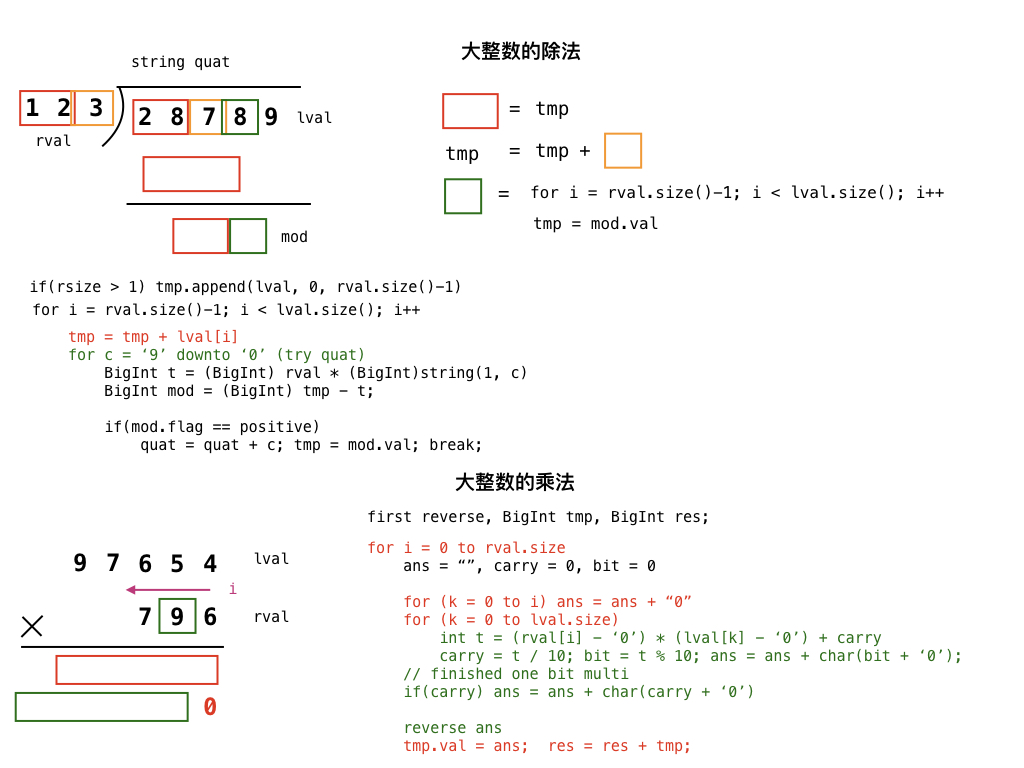 大整数的除法
string quat
1 2 3
2 8 7 8 9 lval
rval
mod
= tmp
tmp = tmp +
= for i = rval.size()-1; i < lval.size(); i++
tmp = mod.val
if(rsize > 1) tmp.append(lval, 0, rval.size()-1)
for i = rval.size()-1; i < lval.size(); i++
tmp = tmp + lval[i]
for c = ‘9’ downto ‘0’ (try quat)
BigInt t = (BigInt) rval * (BigInt)string(1, c)
BigInt mod = (BigInt) tmp - t;
if(mod.flag == positive)
quat = quat + c; tmp = mod.val; break;
大整数的乘法
9 7 6 5 4 lval
i
7 9 6 rval
×
0
first reverse, BigInt tmp, BigInt res;
for i = 0 to rval.size
ans = “”, carry = 0, bit = 0
for (k = 0 to i) ans = ans + “0”
for (k = 0 to lval.size)
int t = (rval[i] - ‘0’) * (lval[k] - ‘0’) + carry
carry = t / 10; bit = t % 10; ans = ans + char(bit + ‘0’);
// finished one bit multi
if(carry) ans = ans + char(carry + ‘0’)
reverse ans
tmp.val = ans; res = res + tmp;